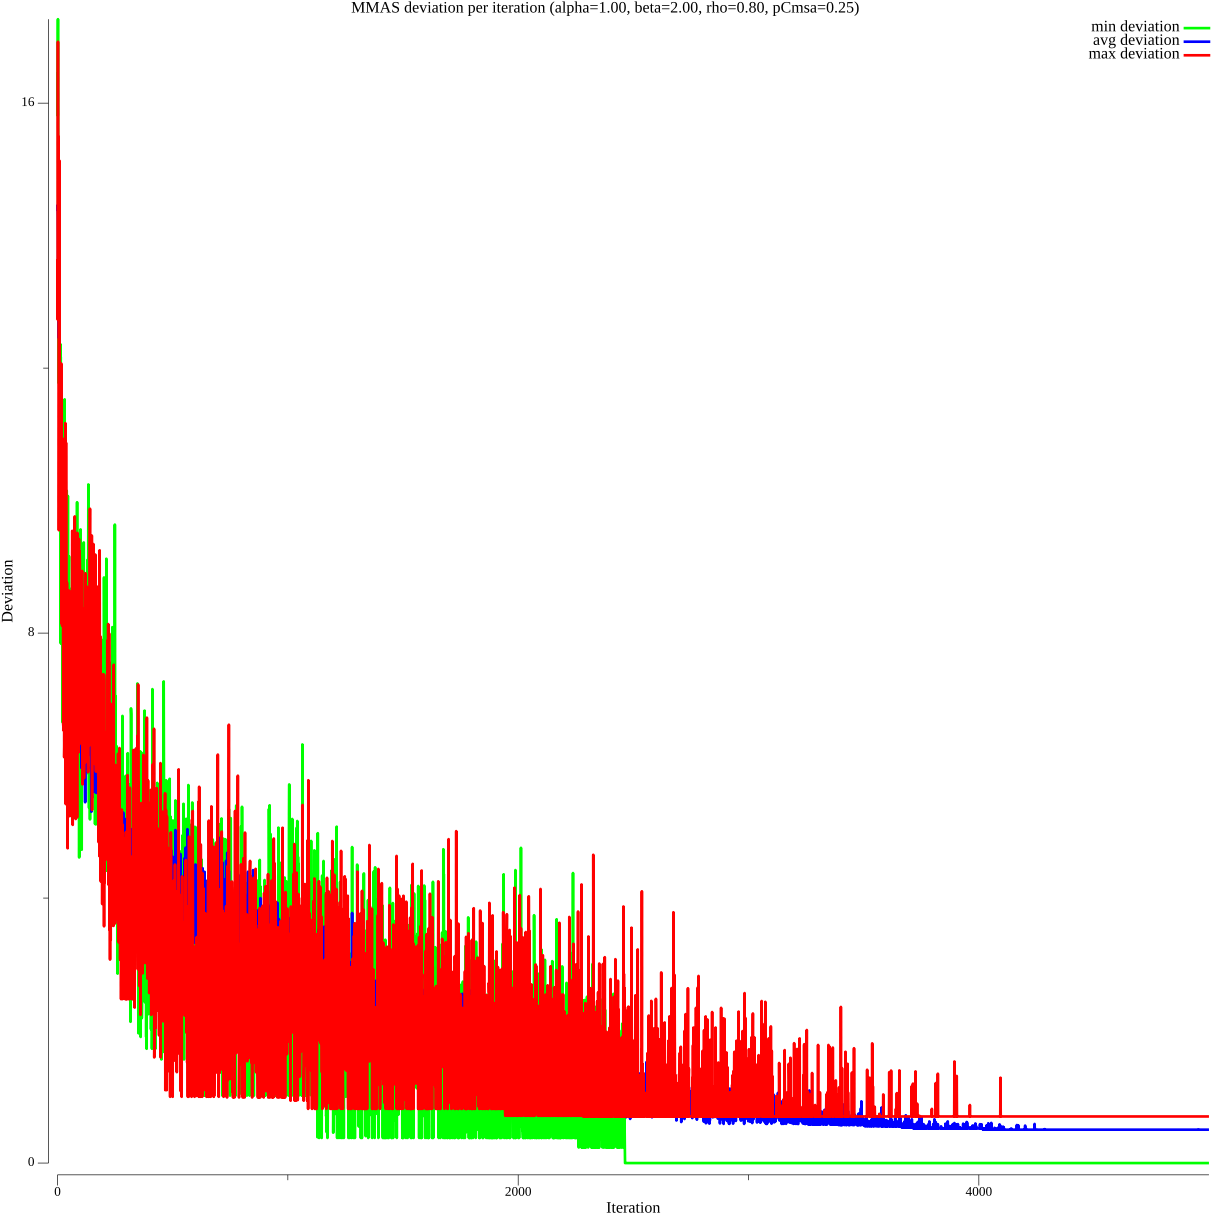 MMAS deviation per iteration (alpha=1.00, beta=2.00, rho=0.80, pCmsa=0.25)
min deviation
avg deviation
max deviation
16
8
0
Deviation
0
2000
4000
Iteration